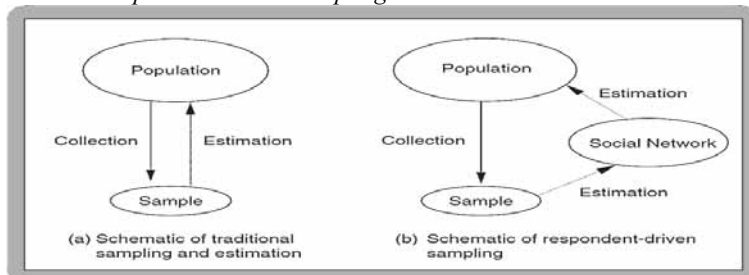 Population
Collection
Estimation
Sample
(a) Schematic of traditional
sampling and estimation
Population
Estimation
Collection
Social Network
Sample
Estimation
(b) Schematic of respondent-driven
sampling